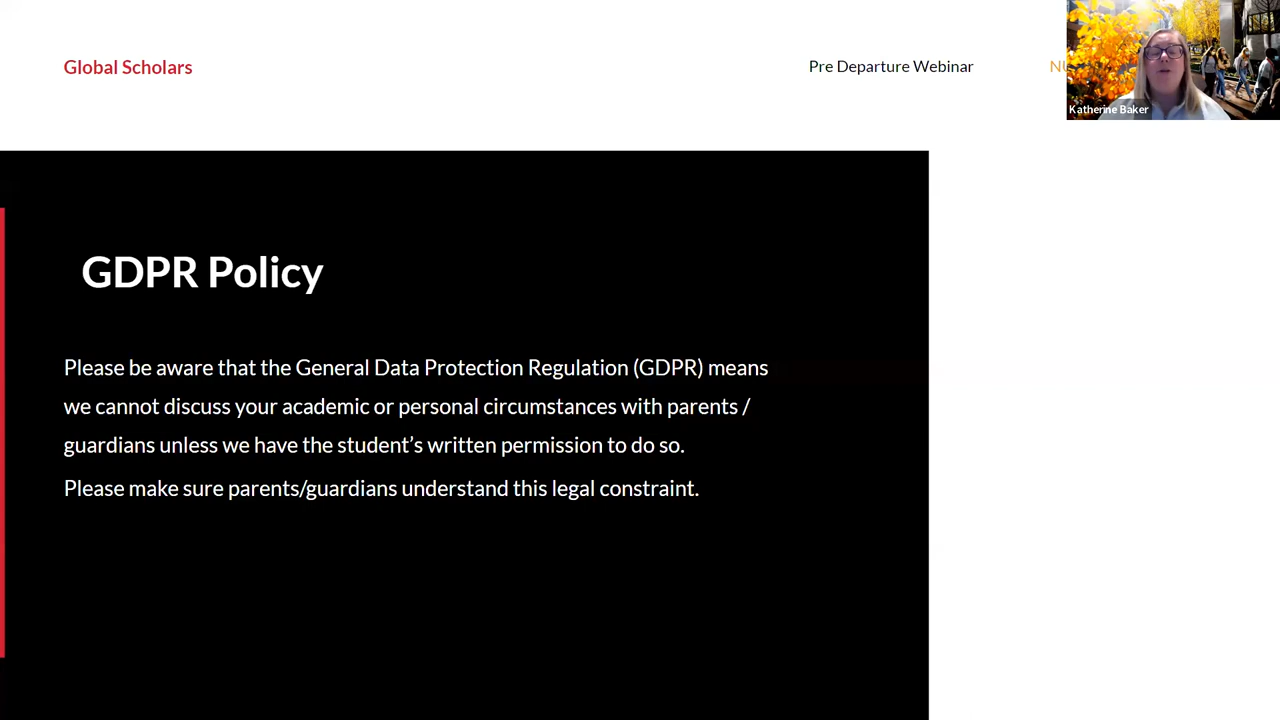 Global Scholars
Pre Departure Webinar
Katherine Baker
GDPR Policy
Please be aware that the General Data Protection Regulation (GDPR) means
we cannot discuss your academic or personal circumstances with parents /
guardians unless we have the student’s written permission to do so.
Please make sure parents/guardians understand this legal constraint.